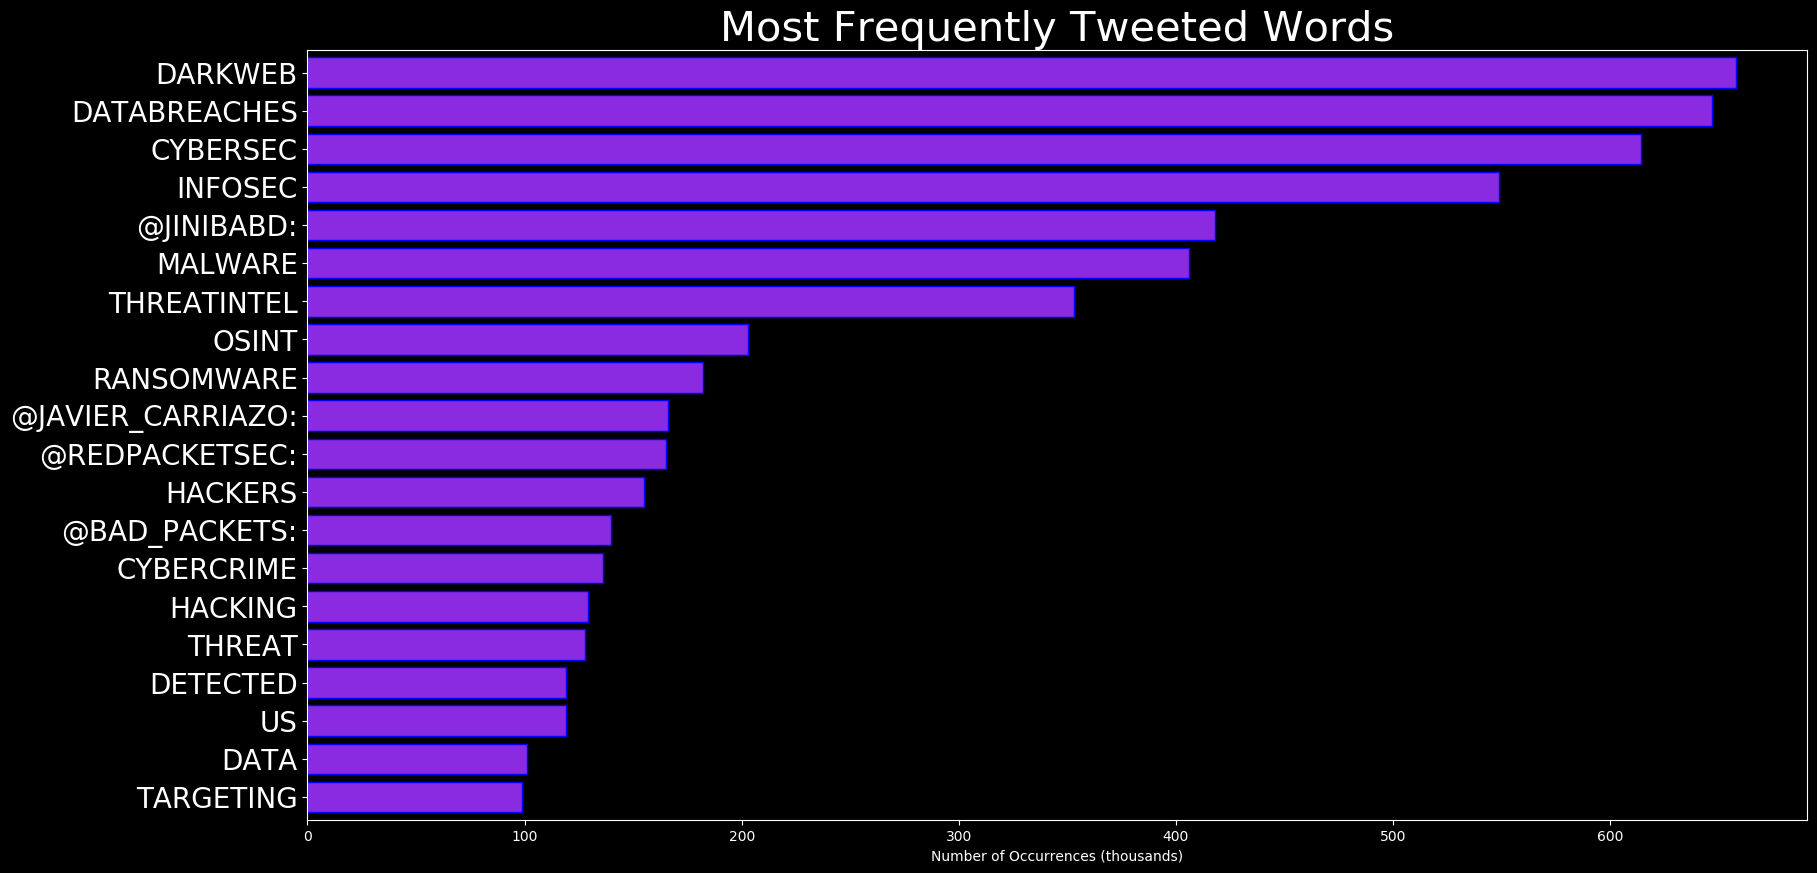 Most Frequently Tweeted Words
DARKWEB
DATABREACHES
CYBERSEC
INFOSEC
@JINIBABD:
MALWARE
THREATINTEL
OSINT
RANSOMWARE
@JAVIER_CARRIAZO:
@REDPACKETSEC:
HACKERS
@BAD_PACKETS:
CYBERCRIME
HACKING
THREAT
DETECTED
US
DATA
TARGETING
0 100 200 300 400 500 600
Number of Occurrences (thousands)